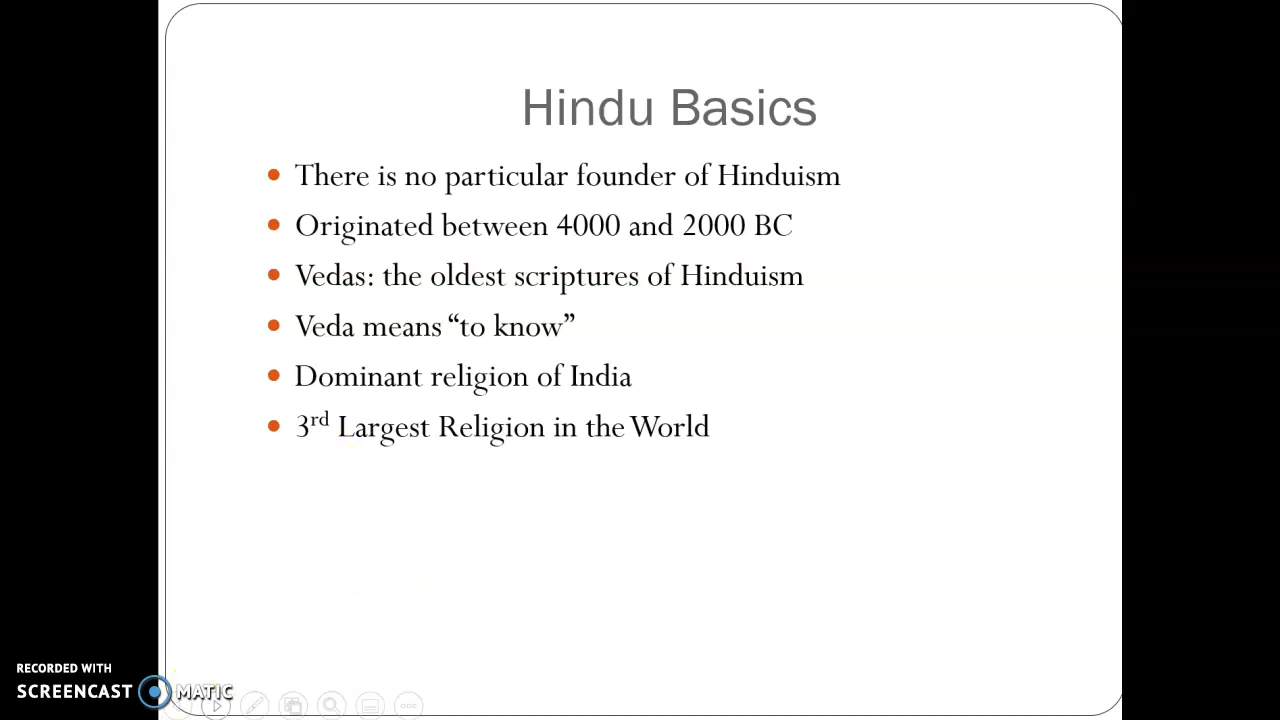 Hindu Basics
There is no particular founder of Hinduism
Originated between 4000 and 2000 BC
Vedas: the oldest scriptures of Hinduism
Veda means “to know”
Dominant religion of India
3rd Largest Religion in the World
RECORDED WITH
SCREENCAST MATIC